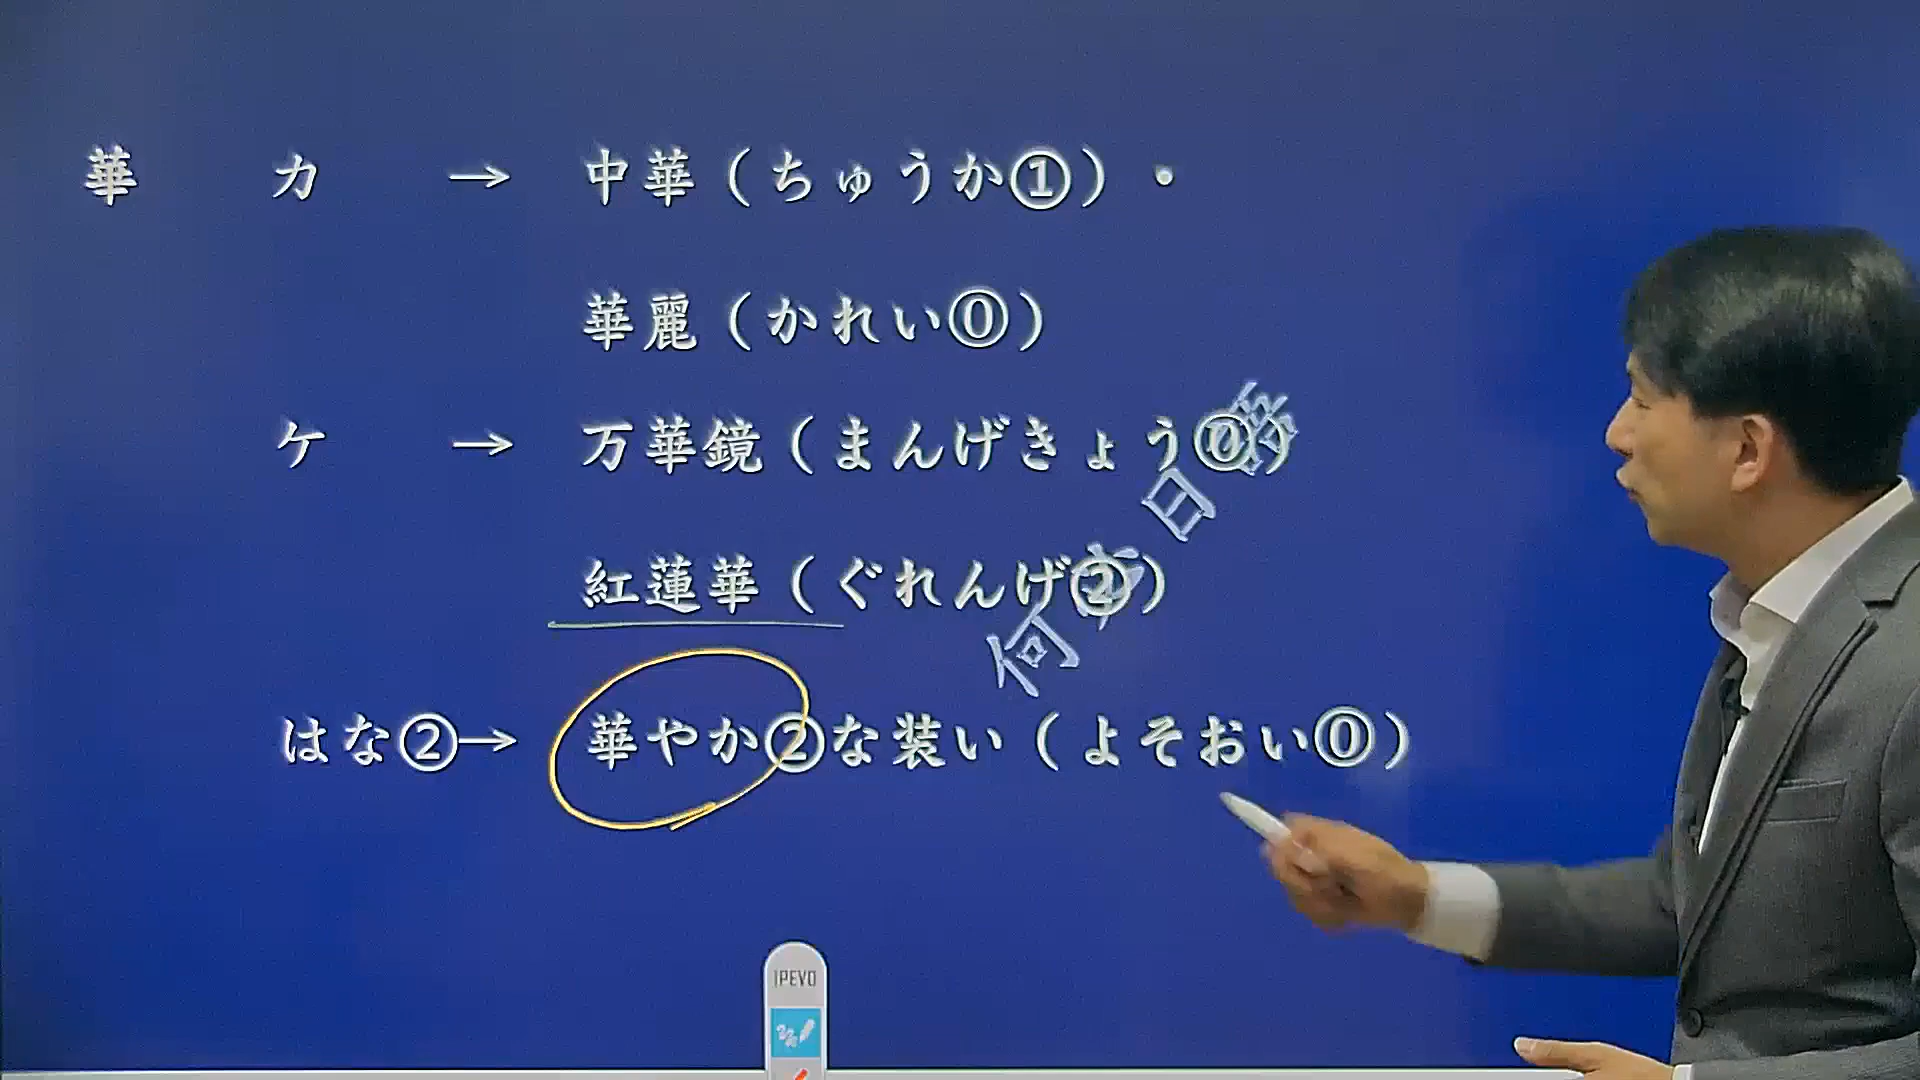 華 カ → 中華（ちゅうか①）・
華麗（かれい⓪）
ケ → 万華鏡（まんげきょう⓪）
紅蓮華（ぐれんげ②）
はな②→ 華やか②な装い（よそおい⓪）
何 日
IPEVO